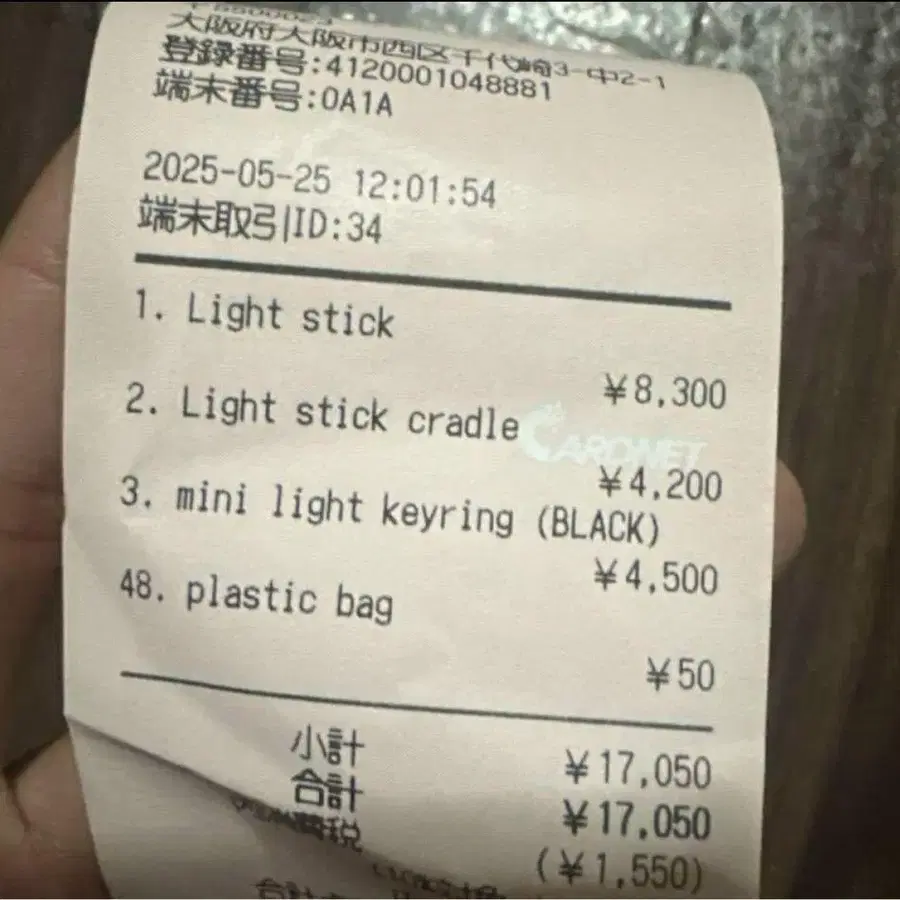 大阪府大阪市西区千代崎3-中2-1
登録番号:4120001048881
端末番号:0A1A
2025-05-25 12:01:54
端末取引ID:34
1. Light stick
¥8,300
2. Light stick cradle
CARDNET
¥4,200
3. mini light keyring (BLACK)
¥4,500
48. plastic bag
¥50
小計 ¥17,050
合計 ¥17,050
費税 (¥1,550)